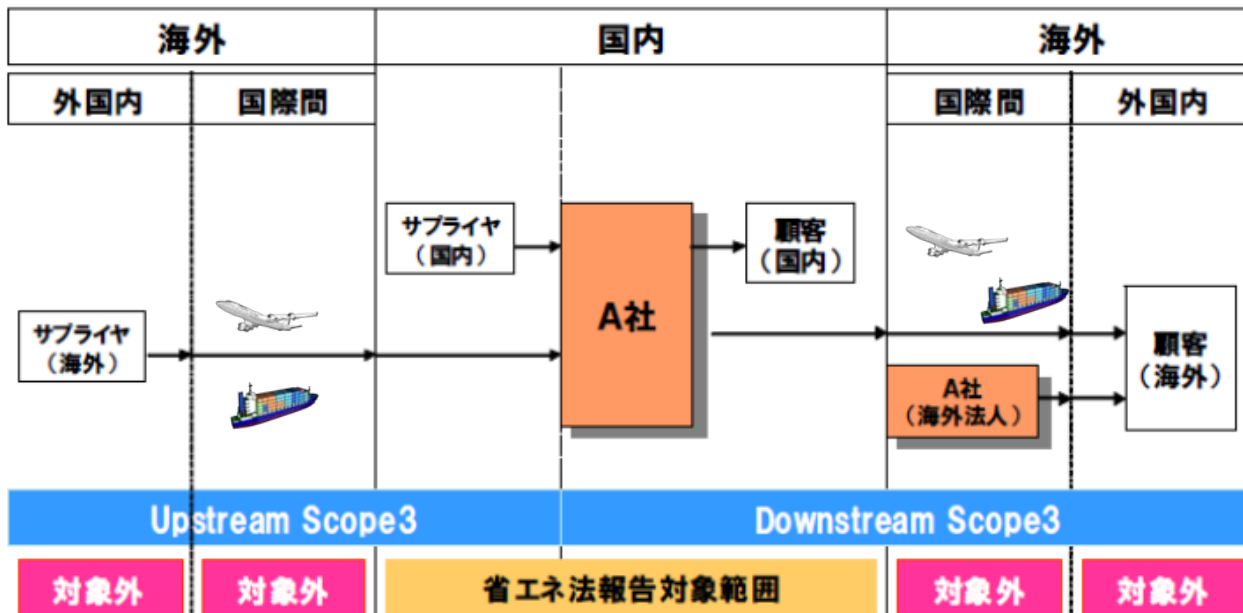 海外
国内
海外
外国内
国際間
国際間
外国内
サプライヤ
（国内）
A社
顧客
（国内）
サプライヤ
（海外）
顧客
（海外）
A社
（海外法人）
Upstream Scope3
Downstream Scope3
対象外
対象外
省エネ法報告対象範囲
対象外
対象外